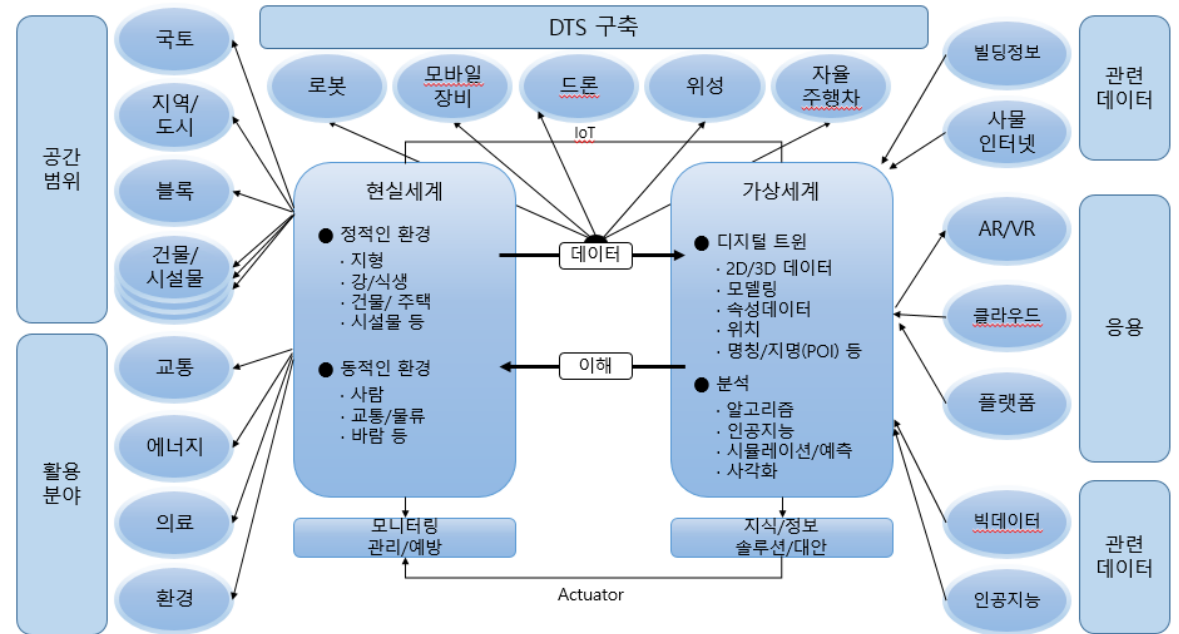 DTS 구축
공간
범위
국토
지역/
도시
블록
건물/
시설물
활용
분야
교통
에너지
의료
환경
로봇
모바일
장비
드론
위성
자율
주행차
IoT
현실세계
● 정적인 환경
· 지형
· 강/식생
· 건물/ 주택
· 시설물 등
● 동적인 환경
· 사람
· 교통/물류
· 바람 등
데이터
이해
가상세계
● 디지털 트윈
· 2D/3D 데이터
· 모델링
· 속성데이터
· 위치
· 명칭/지명(POI) 등
● 분석
· 알고리즘
· 인공지능
· 시뮬레이션/예측
· 사각화
모니터링
관리/예방
지식/정보
솔루션/대안
Actuator
빌딩정보
사물
인터넷
관련
데이터
AR/VR
클라우드
플랫폼
응용
빅데이터
인공지능
관련
데이터